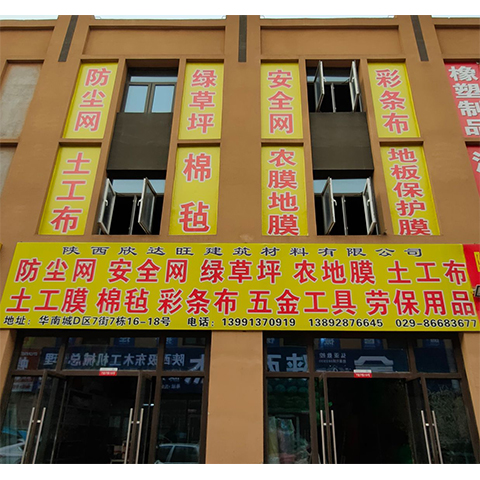 防尘网
绿草坪
安全网
彩条布
橡塑制品
土工布
棉毡
农膜地膜
地板保护膜
陕西欣达旺建筑材料有限公司
防尘网 安全网 绿草坪 农地膜 土工布
土工膜 棉毡 彩条布 五金工具 劳保用品
地址：华南城D区7街7栋16-18号 电话：13991370919 13892876645 029-86683677